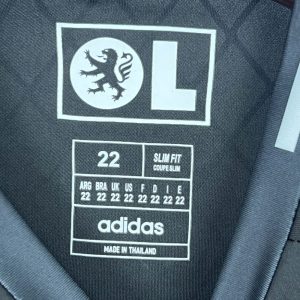 OL
22
SLIM FIT
COUPE SLIM
ARG BRA UK US F D I E
22 22 22 22 22 22 22 22
adidas
MADE IN THAILAND